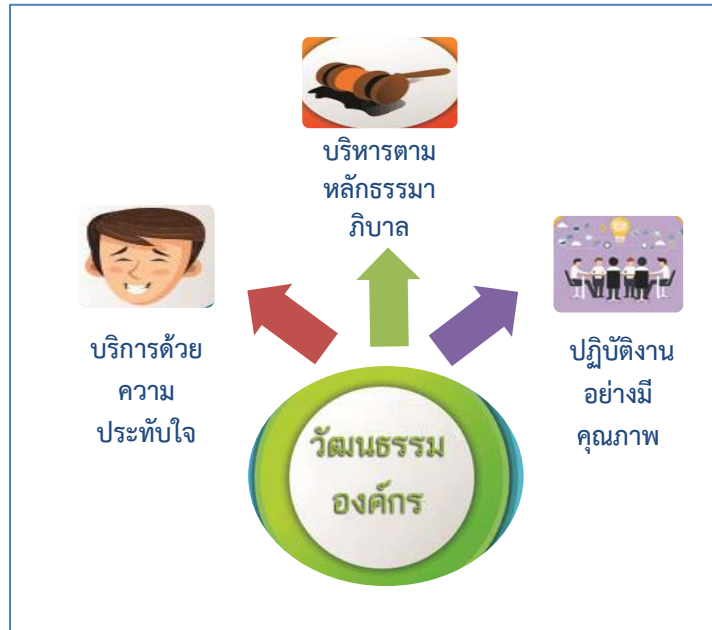 บริหารตาม
หลักธรรมา
ภิบาล
บริการด้วย
ความ
ประทับใจ
ปฏิบัติงาน
อย่างมี
คุณภาพ
วัฒนธรรม
องค์กร